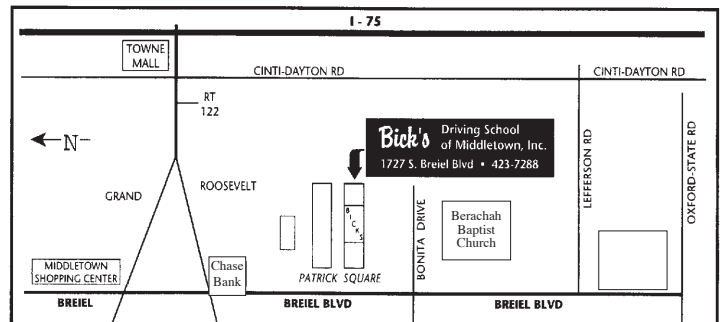 I - 75
TOWNE
MALL
CINTI-DAYTON RD
CINTI-DAYTON RD
RT
122
N
Bick's
Driving School
of Middletown, Inc.
1727 S. Breiel Blvd • 423-7288
GRAND
ROOSEVELT
BICKS
BONITA DRIVE
Berachah
Baptist
Church
LEFFERSON RD
OXFORD-STATE RD
MIDDLETOWN
SHOPPING CENTER
Chase
Bank
PATRICK SQUARE
BREIEL
BREIEL BLVD
BREIEL BLVD